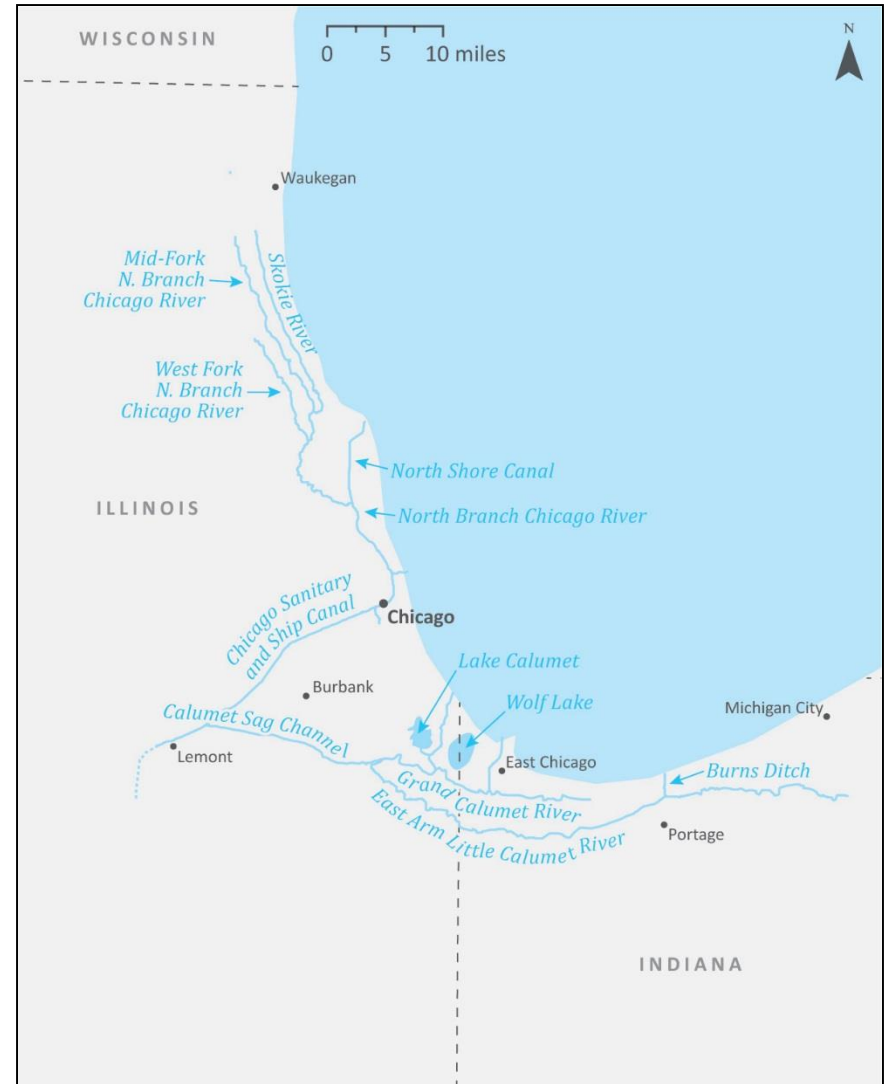 WISCONSIN
0 5 10 miles
N
Waukegan
Mid-Fork
N. Branch
Chicago River
Skokie River
West Fork
N. Branch
Chicago River
North Shore Canal
ILLINOIS
North Branch Chicago River
Chicago Sanitary
and Ship Canal
Chicago
Lake Calumet
Burbank
Wolf Lake
Michigan City
Calumet Sag Channel
Lemont
East Chicago
Burns Ditch
Grand Calumet River
East Arm Little Calumet River
Portage
INDIANA